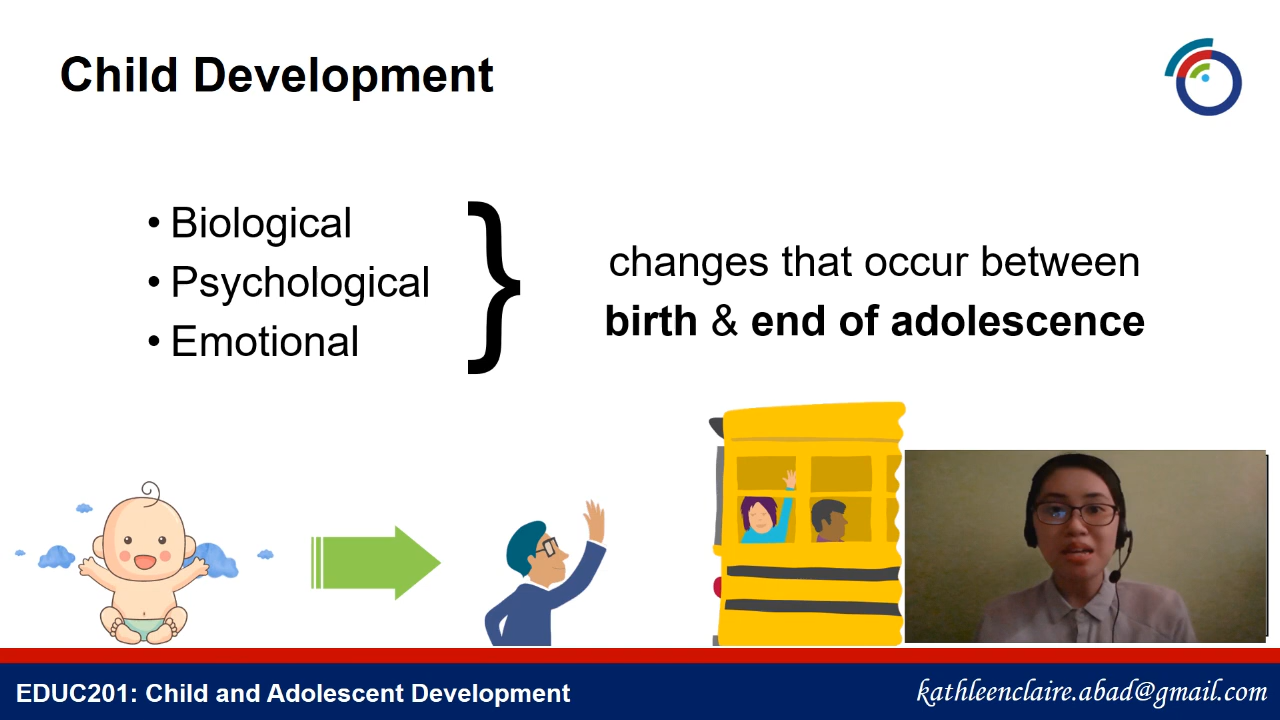 Child Development
• Biological
• Psychological
• Emotional
}
changes that occur between
birth & end of adolescence
EDUC201: Child and Adolescent Development
kathleenclaire.abad@gmail.com